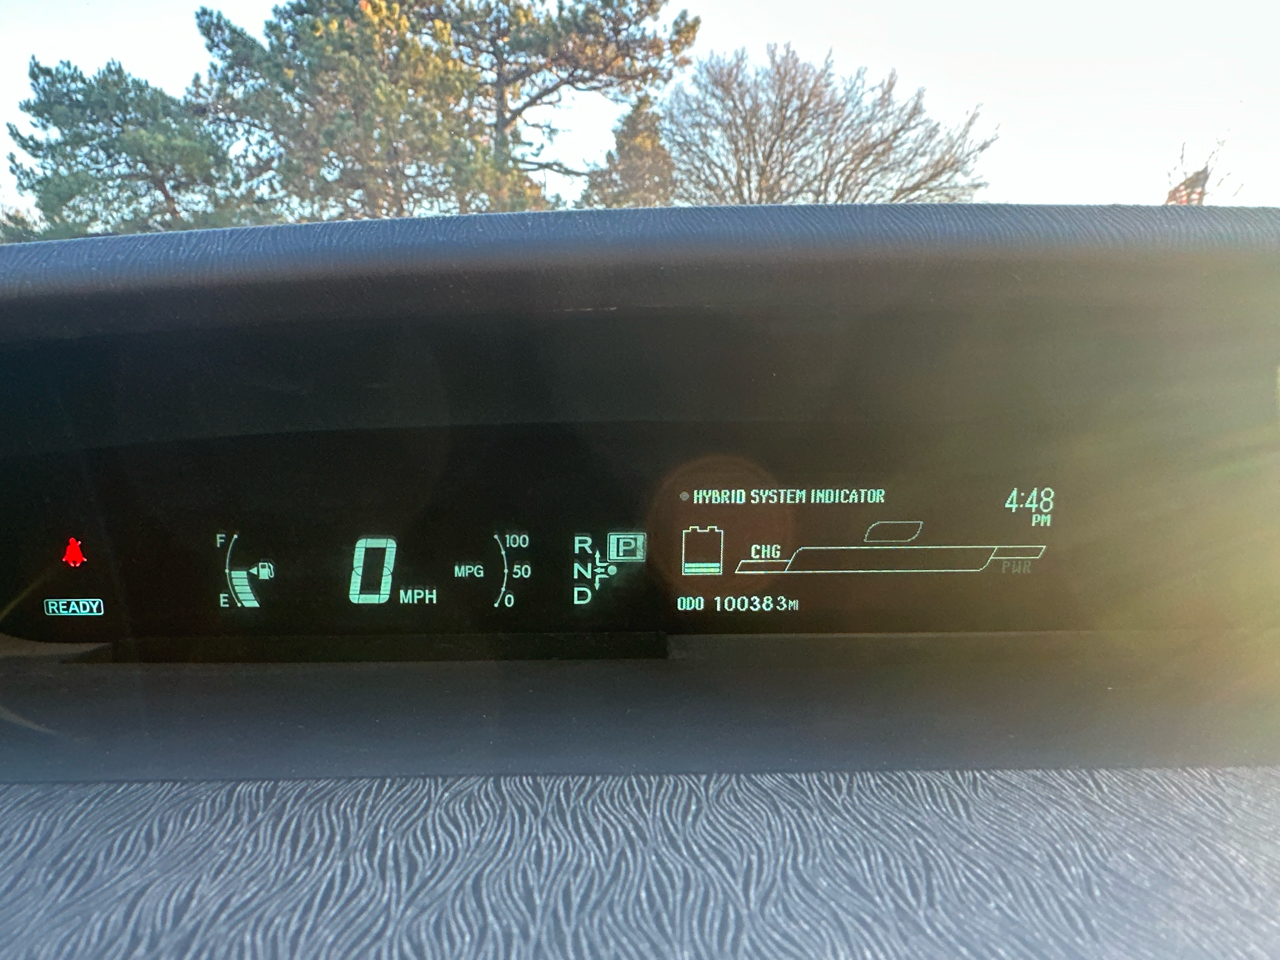 HYBRID SYSTEM INDICATOR
4:48
PM
F
E
READY
0 MPH
MPG
100
50
0
R
N
D
P
CHG
PWR
ODO 100383MI